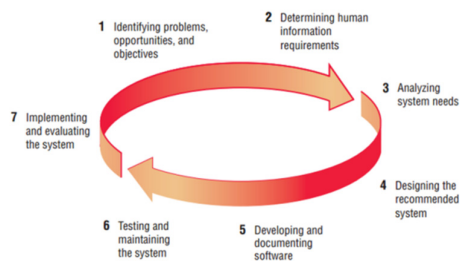 1 Identifying problems,
opportunities, and
objectives
2 Determining human
information
requirements
3 Analyzing
system needs
4 Designing the
recommended
system
5 Developing and
documenting
software
6 Testing and
maintaining
the system
7 Implementing
and evaluating
the system